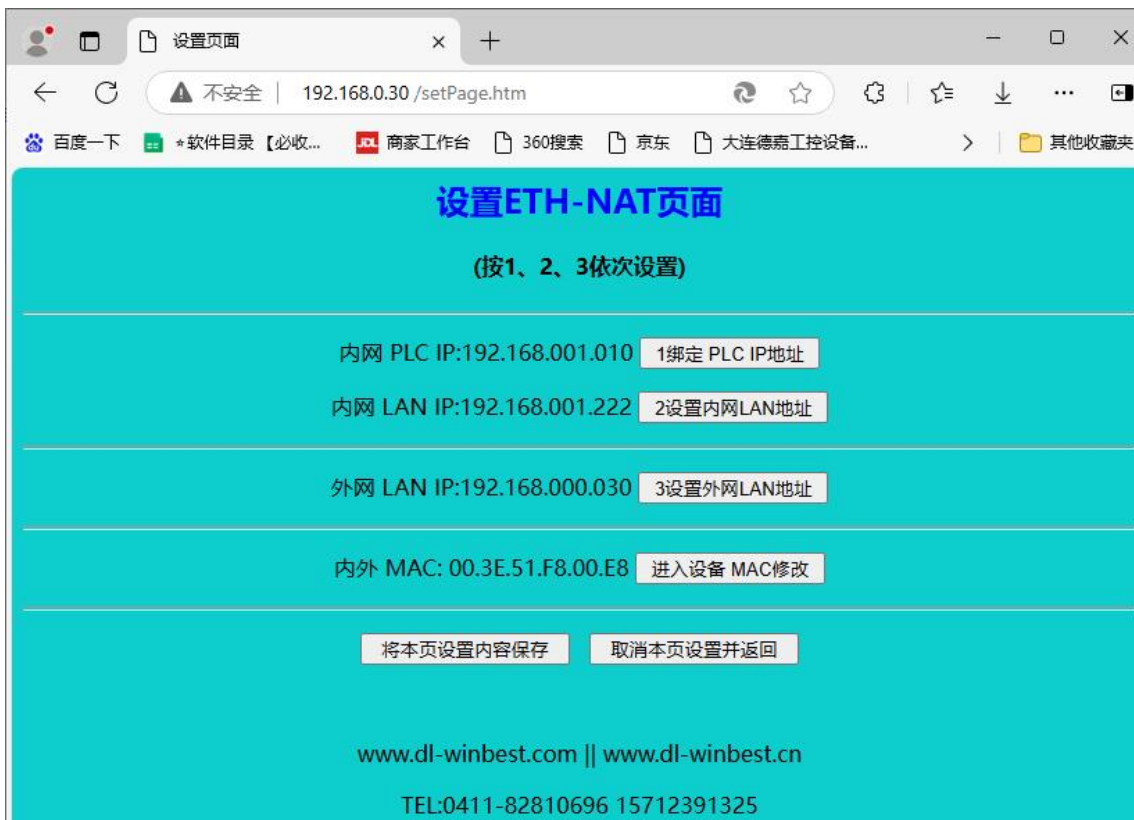 设置页面
不安全 192.168.0.30 /setPage.htm
百度一下 *软件目录【必收... JDL 商家工作台 360搜索 京东 大连德嘉工控设备... 其他收藏夹
设置ETH-NAT页面
(按1、2、3依次设置)
内网 PLC IP:192.168.001.010 1绑定 PLC IP地址
内网 LAN IP:192.168.001.222 2设置内网LAN地址
外网 LAN IP:192.168.000.030 3设置外网LAN地址
内外 MAC: 00.3E.51.F8.00.E8 进入设备 MAC修改
将本页设置内容保存 取消本页设置并返回
www.dl-winbest.com || www.dl-winbest.cn
TEL:0411-82810696 15712391325